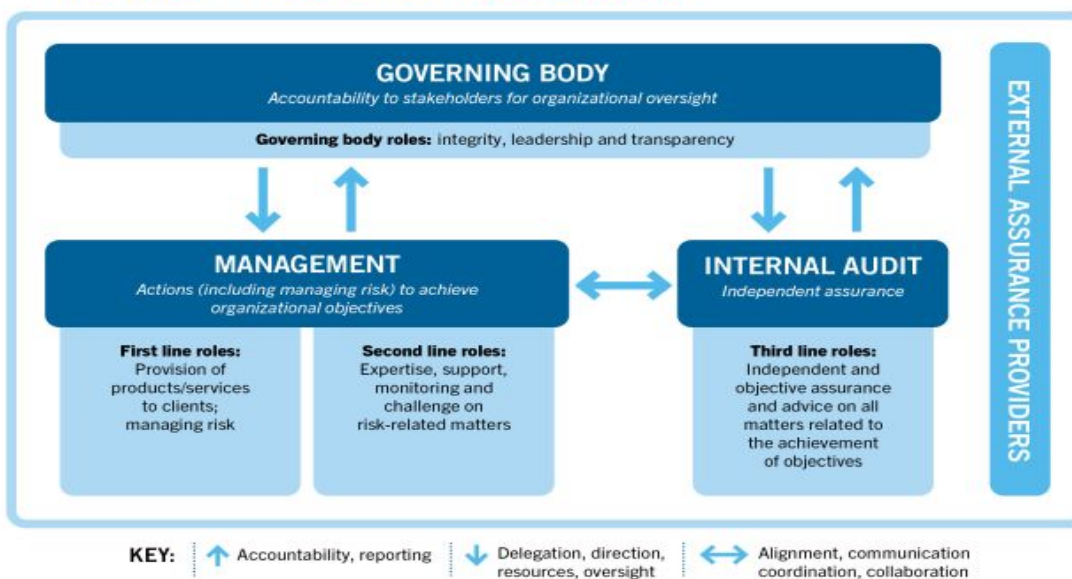 GOVERNING BODY
Accountability to stakeholders for organizational oversight
Governing body roles: integrity, leadership and transparency
MANAGEMENT
Actions (including managing risk) to achieve
organizational objectives
First line roles:
Provision of
products/services
to clients;
managing risk
Second line roles:
Expertise, support,
monitoring and
challenge on
risk-related matters
INTERNAL AUDIT
Independent assurance
Third line roles:
Independent and
objective assurance
and advice on all
matters related to
the achievement
of objectives
EXTERNAL ASSURANCE PROVIDERS
KEY:
Accountability, reporting
Delegation, direction,
resources, oversight
Alignment, communication
coordination, collaboration